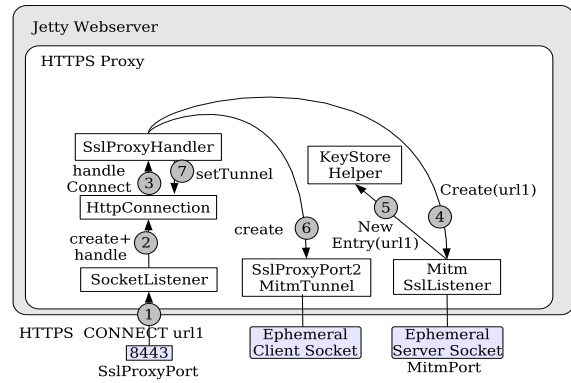 Jetty Webserver
HTTPS Proxy
SslProxyHandler
handle
Connect
3
7
setTunnel
KeyStore
Helper
HttpConnection
Create(url1)
4
5
New
Entry(url1)
create+
handle
2
create
6
SocketListener
SslProxyPort2
MitmTunnel
Mitm
SslListener
1
HTTPS CONNECT url1
8443
SslProxyPort
Ephemeral
Client Socket
Ephemeral
Server Socket
MitmPort